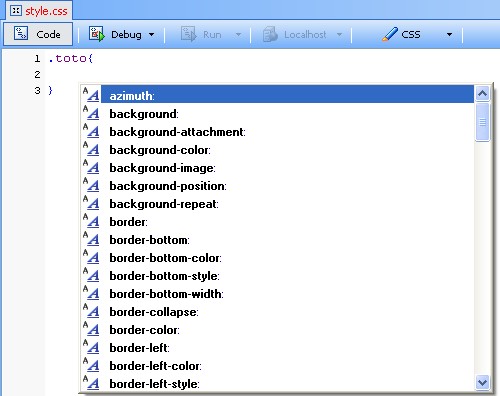 style.css
Code Debug Run Localhost CSS
1 .toto{
2
3 }
azimuth:
background:
background-attachment:
background-color:
background-image:
background-position:
background-repeat:
border:
border-bottom:
border-bottom-color:
border-bottom-style:
border-bottom-width:
border-collapse:
border-color:
border-left:
border-left-color:
border-left-style: